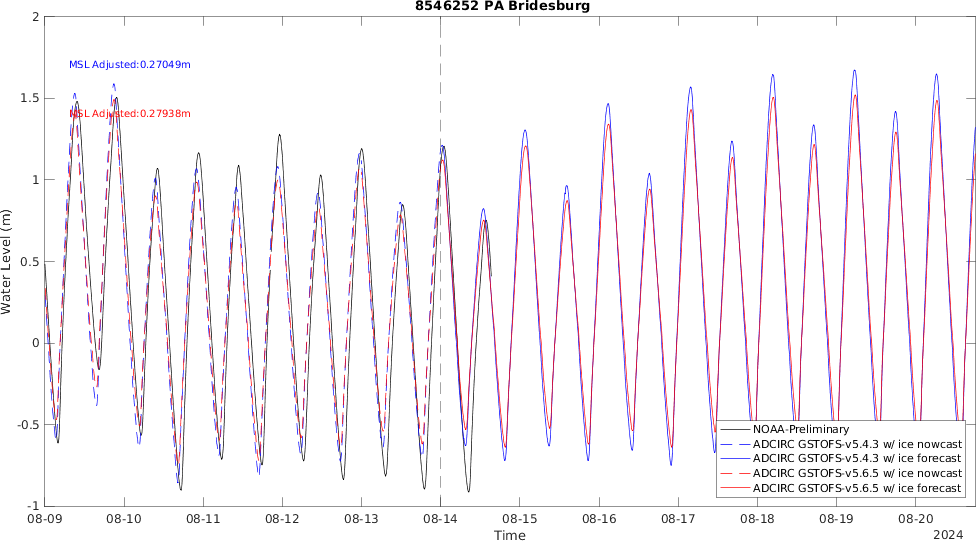 8546252 PA Bridesburg
2
1.5
1
0.5
0
-0.5
-1
Water Level (m)
MSL Adjusted:0.27049m
MSL Adjusted:0.27938m
NOAA-Preliminary
ADCIRC GSTOFS-v5.4.3 w/ ice nowcast
ADCIRC GSTOFS-v5.4.3 w/ ice forecast
ADCIRC GSTOFS-v5.6.5 w/ ice nowcast
ADCIRC GSTOFS-v5.6.5 w/ ice forecast
08-09 08-10 08-11 08-12 08-13 08-14 08-15 08-16 08-17 08-18 08-19 08-20
Time
2024